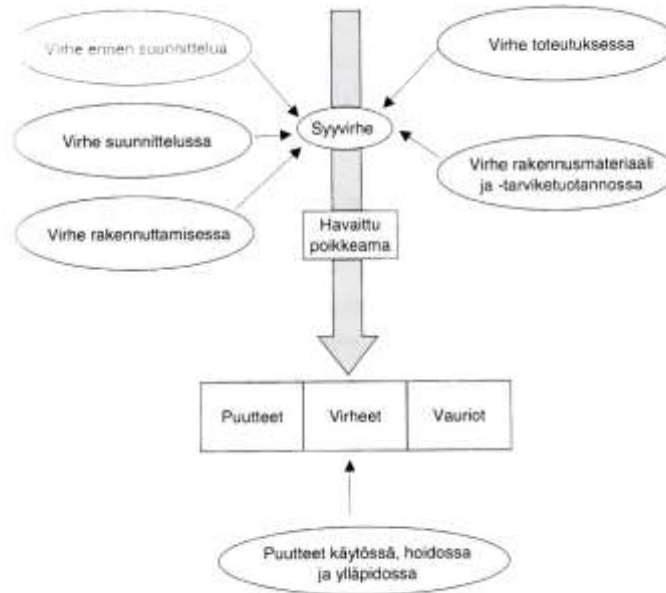 Virhe ennen suunnittelua
Virhe toteutuksessa
Syyvirhe
Virhe suunnittelussa
Virhe rakennusmateriaali
ja -tarviketuotannossa
Virhe rakennuttamisessa
Havaittu
poikkeama
Puutteet
Virheet
Vauriot
Puutteet käytössä, hoidossa
ja ylläpidossa